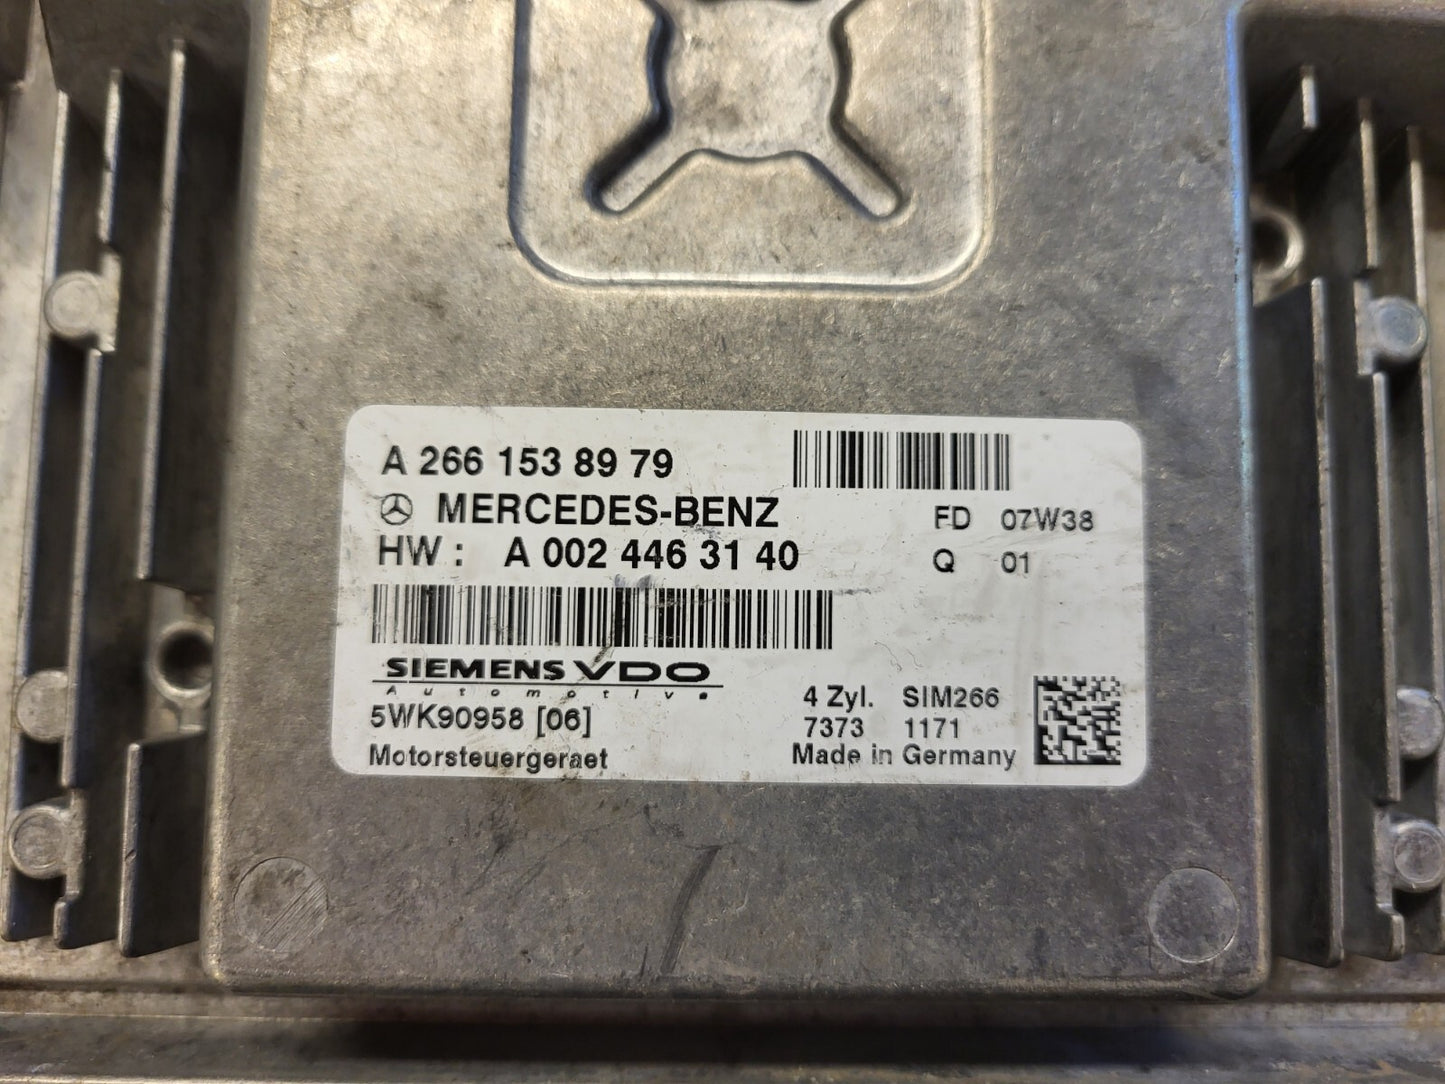 A 266 153 89 79
MERCEDES-BENZ
FD 07W38
HW : A 002 446 31 40
Q 01
SIEMENS VDO
Automotive
4 Zyl. SIM266
5WK90958 [06]
7373 1171
Motorsteuergeraet
Made in Germany